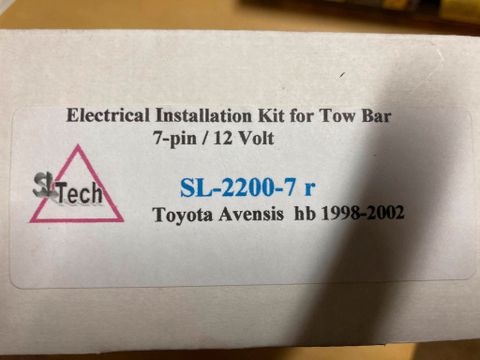 Electrical Installation Kit for Tow Bar
7-pin / 12 Volt
SL Tech
SL-2200-7 r
Toyota Avensis hb 1998-2002